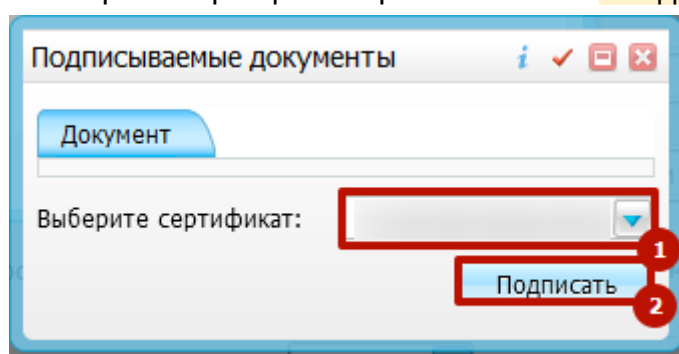 Подписываемые документы
Документ
Выберите сертификат:
1
Подписать
2